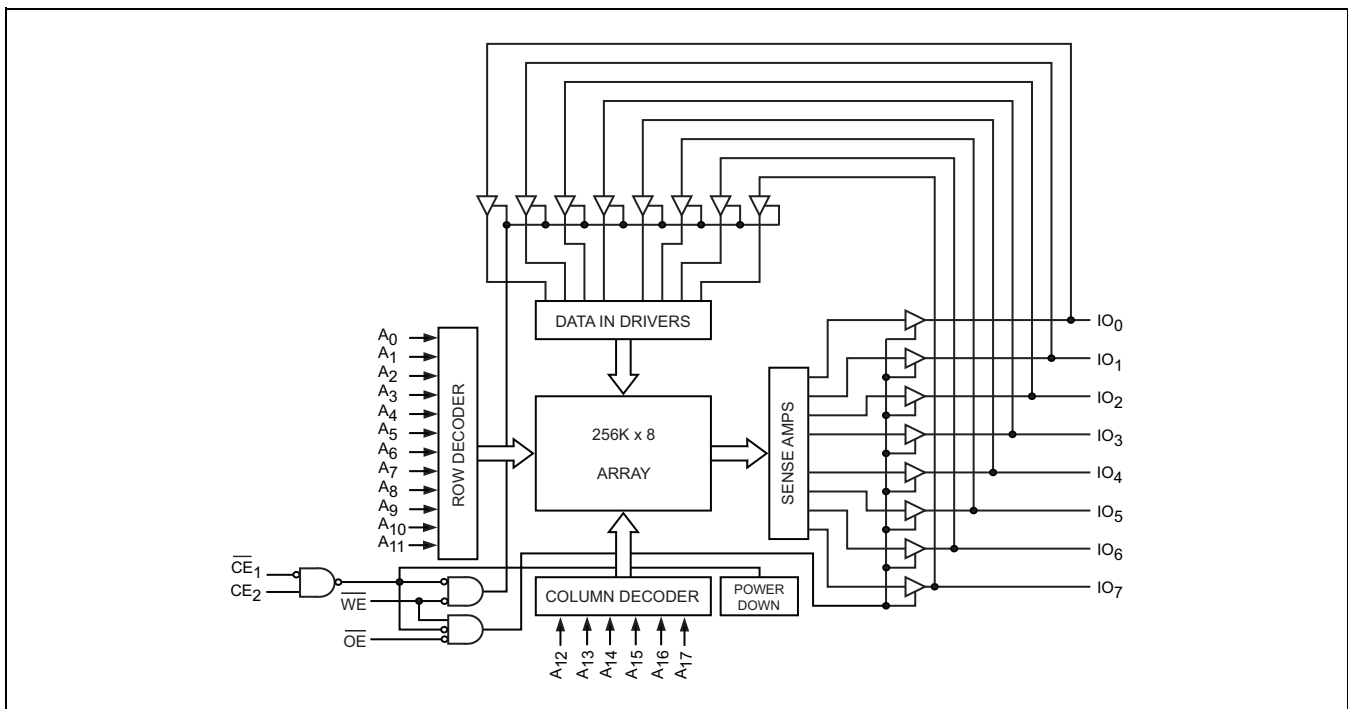 DATA IN DRIVERS
A0
A1
A2
A3
A4
A5
A6
A7
A8
A9
A10
A11
ROW DECODER
256K x 8
ARRAY
SENSE AMPS
IO0
IO1
IO2
IO3
IO4
IO5
IO6
IO7
CE1
CE2
WE
OE
COLUMN DECODER
POWER
DOWN
A12
A13
A14
A15
A16
A17